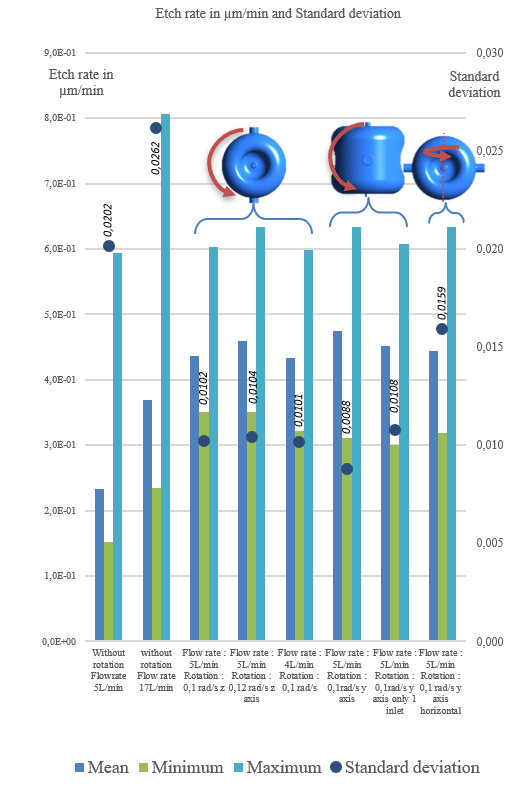 Etch rate in µm/min and Standard deviation
9,0E-01
0,030
Etch rate in
µm/min
Standard
deviation
8,0E-01
0,025
0,0262
7,0E-01
0,0202
6,0E-01
0,020
0,0159
5,0E-01
0,015
4,0E-01
0,0102
0,0104
0,0101
0,0088
0,0108
3,0E-01
0,010
2,0E-01
0,005
1,0E-01
0,0E+00
0,000
Without
rotation
Flowrate
5L/min
without
rotation
Flow rate
17L/min
Flow rate :
5L/min
Rotation :
0,1 rad/s z
Flow rate :
5L/min
Rotation :
0,12 rad/s z
axis
Flow rate :
4L/min
Rotation :
0,1 rad/s
Flow rate :
5L/min
Rotation :
0,1rad/s y
axis
Flow rate :
5L/min
Rotation :
0,1rad/s y
axis only 1
inlet
Flow rate :
5L/min
Rotation :
0,1 rad/s y
axis
horizontal
Mean Minimum Maximum Standard deviation